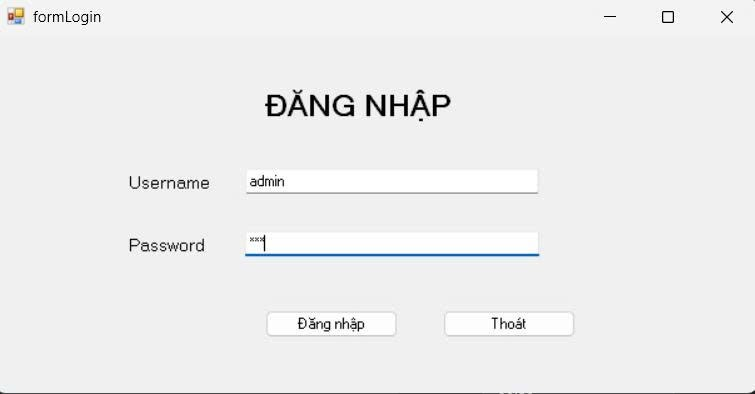 formLogin
ĐĂNG NHẬP
Username admin
Password ***
Đăng nhập Thoát